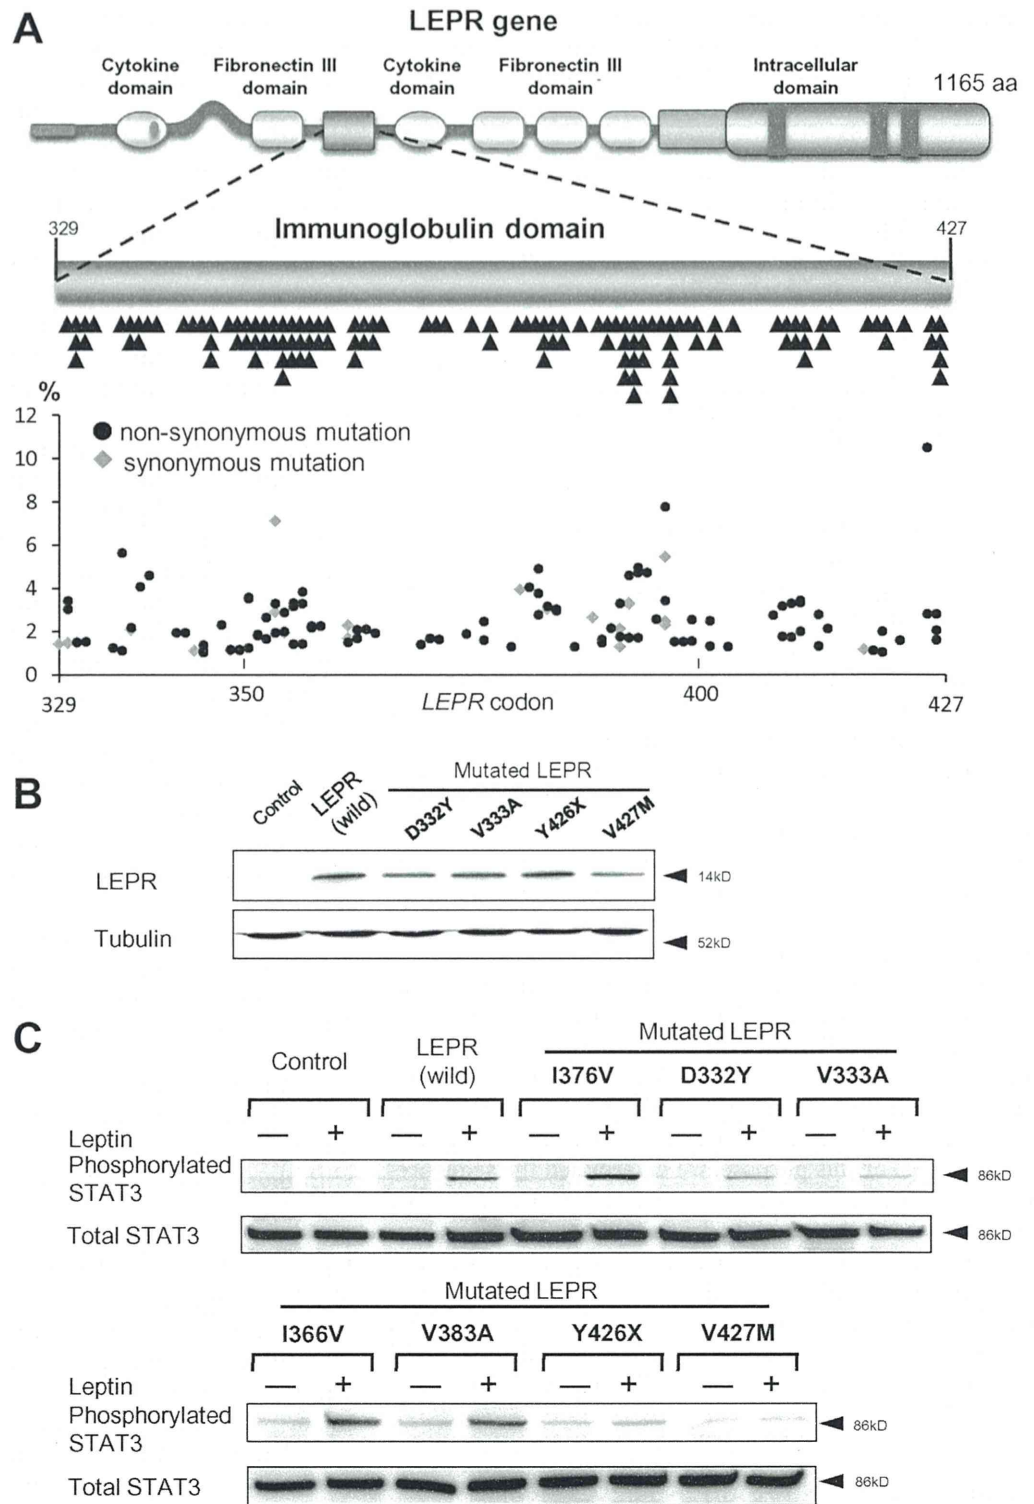 A
LEPR gene
Cytokine domain
Fibronectin III domain
Cytokine domain
Fibronectin III domain
Intracellular domain
1165 aa
329
Immunoglobulin domain
427
%
12
10
8
6
4
2
0
non-synonymous mutation
synonymous mutation
329
350
LEPR codon
400
427
B
Mutated LEPR
Control
LEPR (wild)
D332Y
V333A
Y426X
V427M
LEPR
14kD
Tubulin
52kD
C
Control
LEPR (wild)
Mutated LEPR
I376V
D332Y
V333A
Leptin
— + — + — + — + — +
Phosphorylated STAT3
86kD
Total STAT3
86kD
Mutated LEPR
I366V
V383A
Y426X
V427M
Leptin
— + — + — + — +
Phosphorylated STAT3
86kD
Total STAT3
86kD